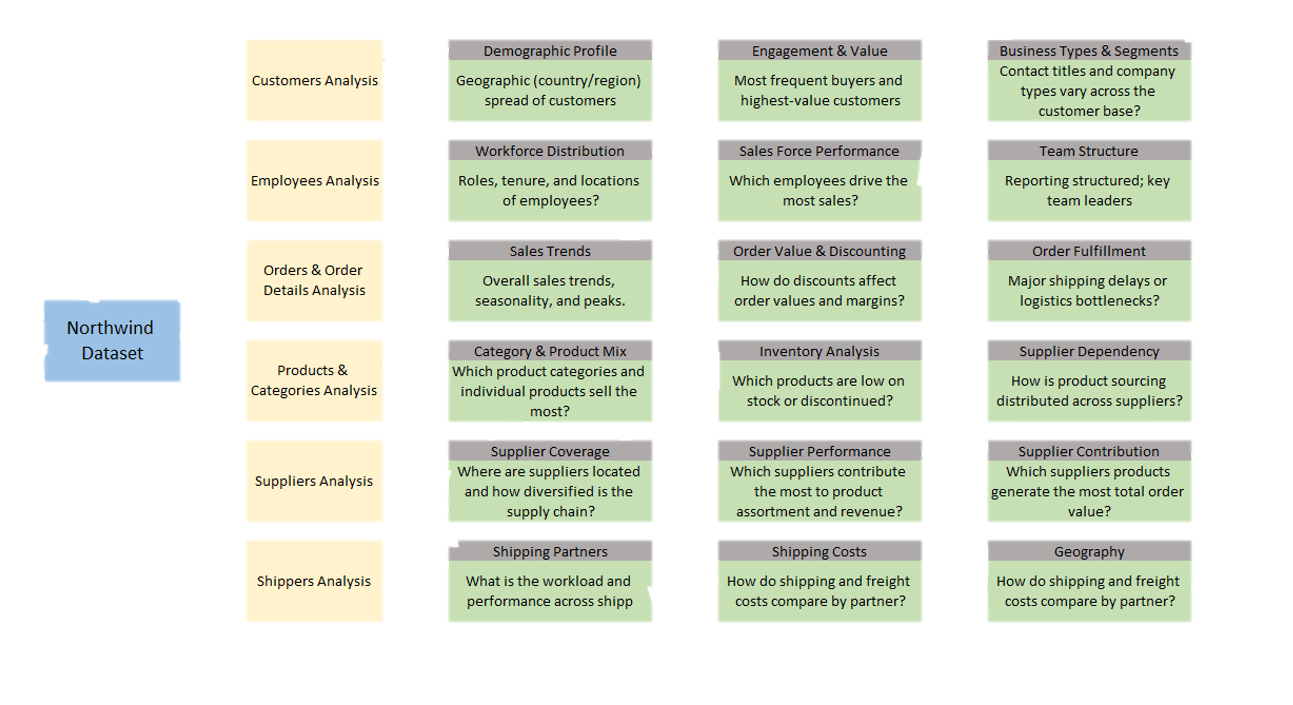 Demographic Profile
Engagement & Value
Business Types & Segments
Customers Analysis
Geographic (country/region)
spread of customers
Most frequent buyers and
highest-value customers
Contact titles and company
types vary across the
customer base?
Workforce Distribution
Sales Force Performance
Team Structure
Employees Analysis
Roles, tenure, and locations
of employees?
Which employees drive the
most sales?
Reporting structured; key
team leaders
Sales Trends
Order Value & Discounting
Order Fulfillment
Orders & Order
Details Analysis
Overall sales trends,
seasonality, and peaks.
How do discounts affect
order values and margins?
Major shipping delays or
logistics bottlenecks?
Northwind
Dataset
Category & Product Mix
Inventory Analysis
Supplier Dependency
Products &
Categories Analysis
Which product categories and
individual products sell the
most?
Which products are low on
stock or discontinued?
How is product sourcing
distributed across suppliers?
Supplier Coverage
Supplier Performance
Supplier Contribution
Suppliers Analysis
Where are suppliers located
and how diversified is the
supply chain?
Which suppliers contribute
the most to product
assortment and revenue?
Which suppliers products
generate the most total order
value?
Shipping Partners
Shipping Costs
Geography
Shippers Analysis
What is the workload and
performance across shipp
How do shipping and freight
costs compare by partner?
How do shipping and freight
costs compare by partner?